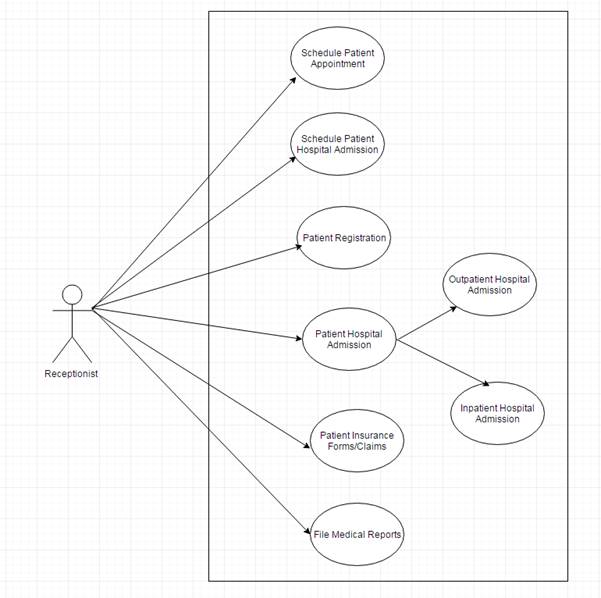 Schedule Patient
Appointment
Schedule Patient
Hospital Admission
Patient Registration
Outpatient Hospital
Admission
Patient Hospital
Admission
Receptionist
Inpatient Hospital
Admission
Patient Insurance
Forms/Claims
File Medical Reports